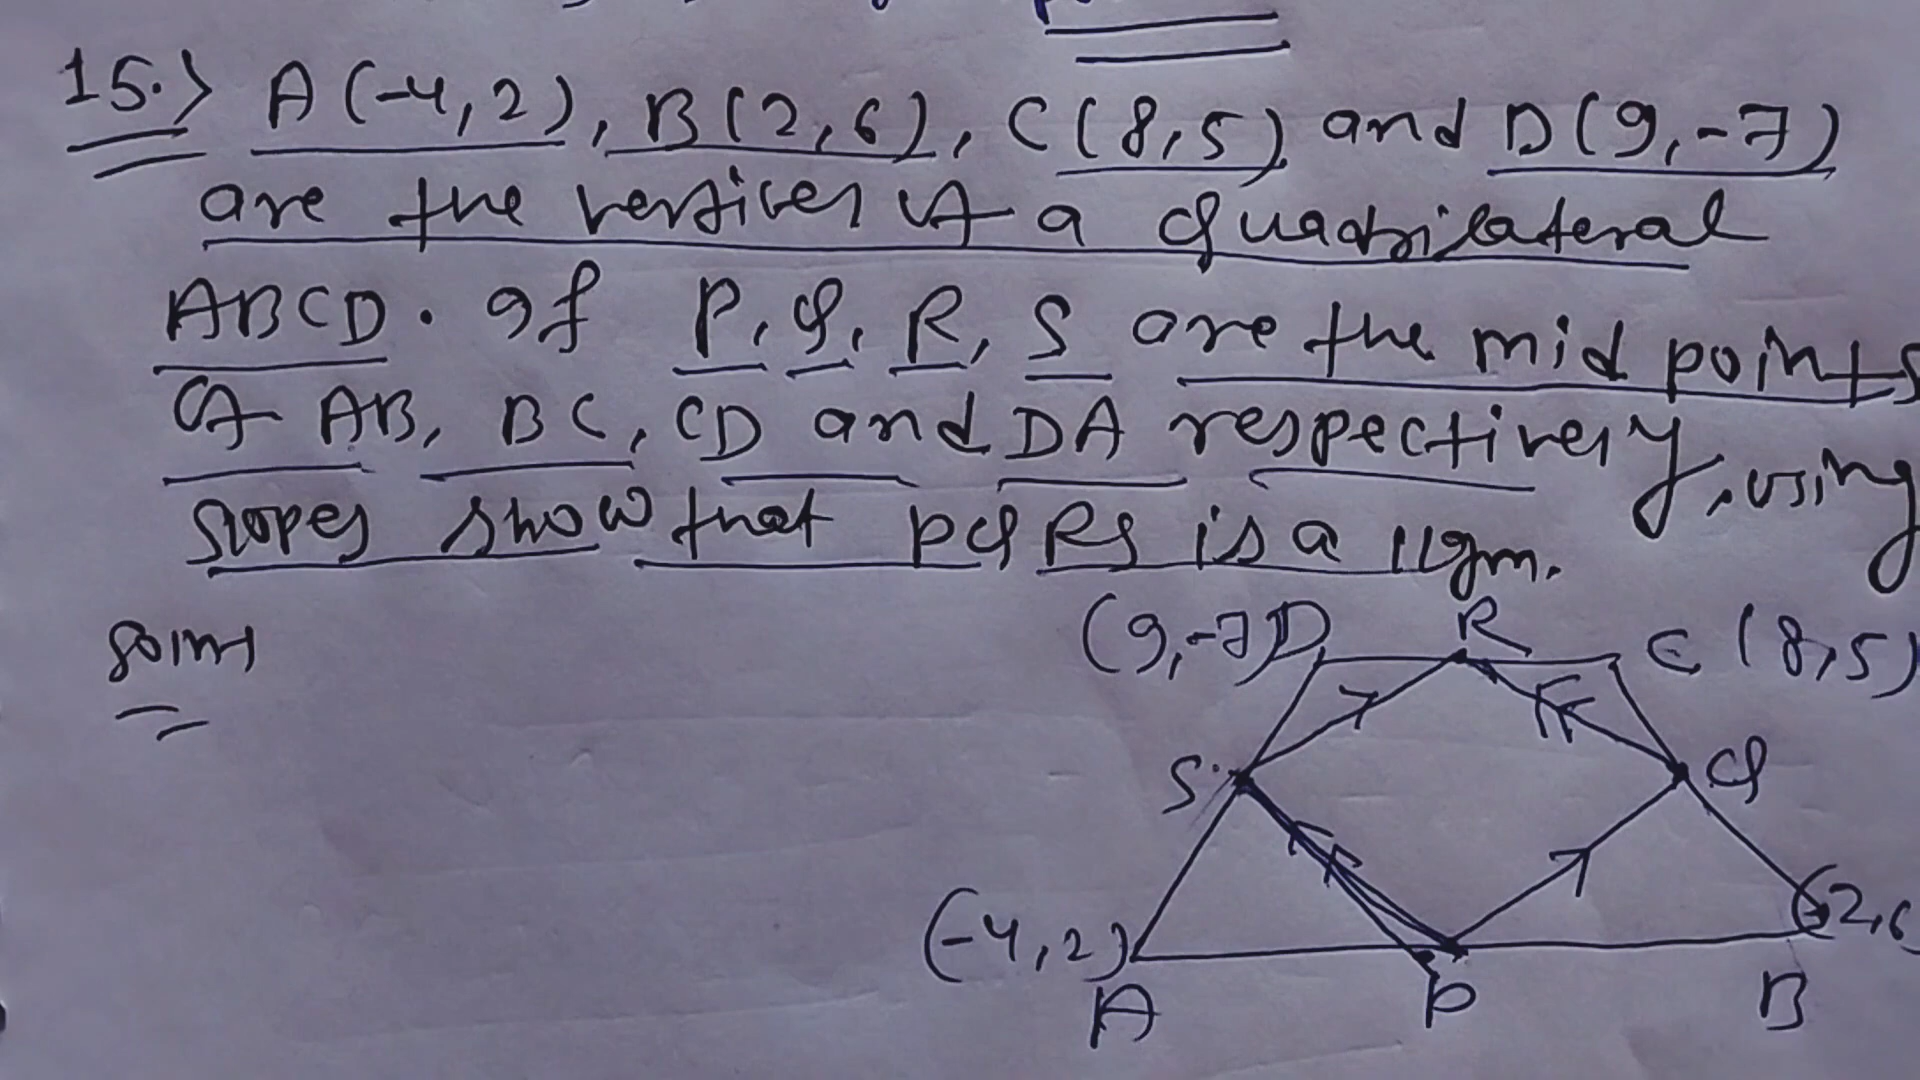 15.> A(-4,2), B(2,6), C(8,5) and D(9,-7)
are the vertices of a quadrilateral
ABCD. If P, Q, R, S are the mid points
of AB, BC, CD and DA respectively, using
slopes show that PQRS is a ||gm.
Soln
(9,-7)D R C (8,5)
S Q
(-4,2) (2,6)
A P B